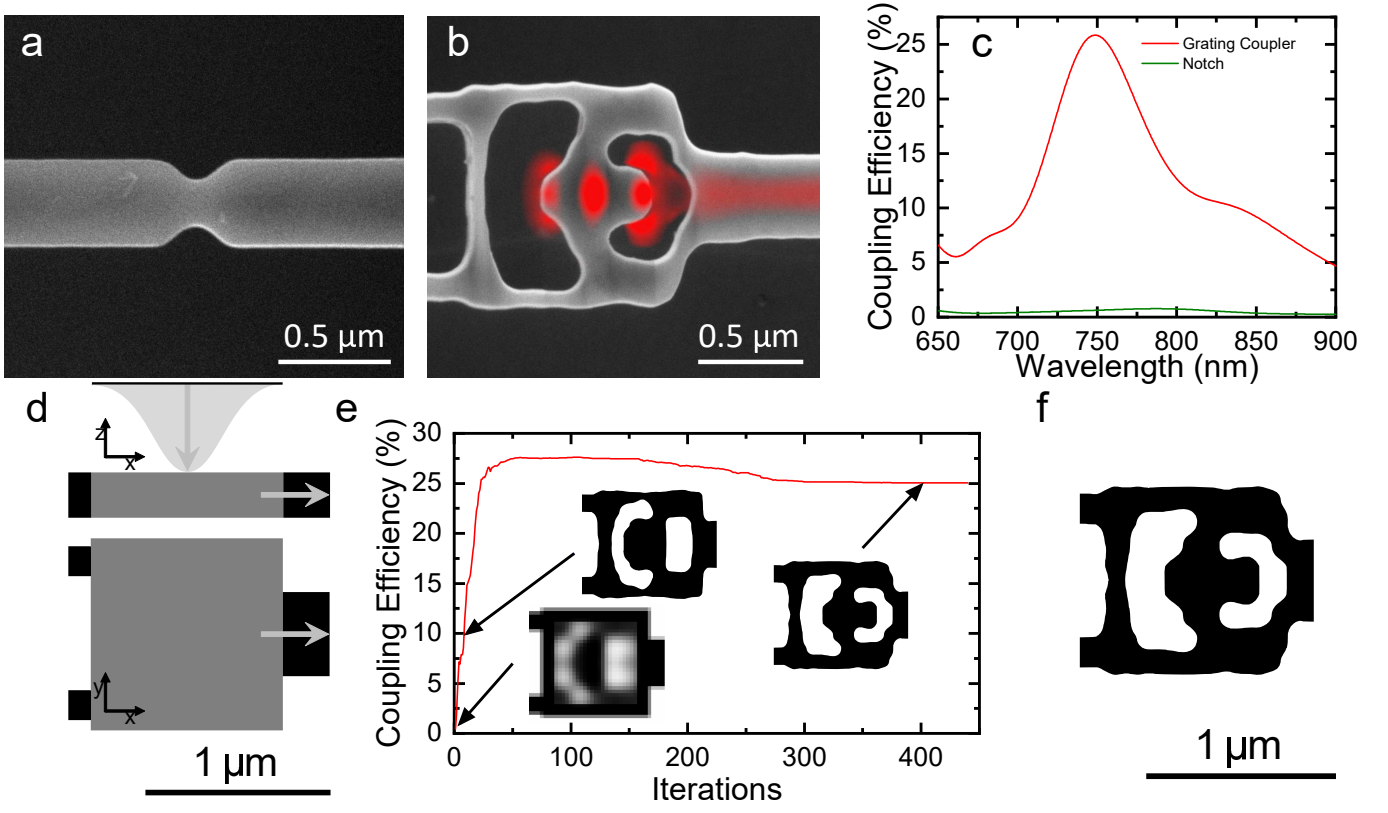 a
0.5 µm
b
0.5 µm
c
Coupling Efficiency (%)
25
20
15
10
5
0
Grating Coupler
Notch
650 700 750 800 850 900
Wavelength (nm)
d
z
x
y
x
1 µm
e
Coupling Efficiency (%)
30
25
20
15
10
5
0
0 100 200 300 400
Iterations
f
1 µm